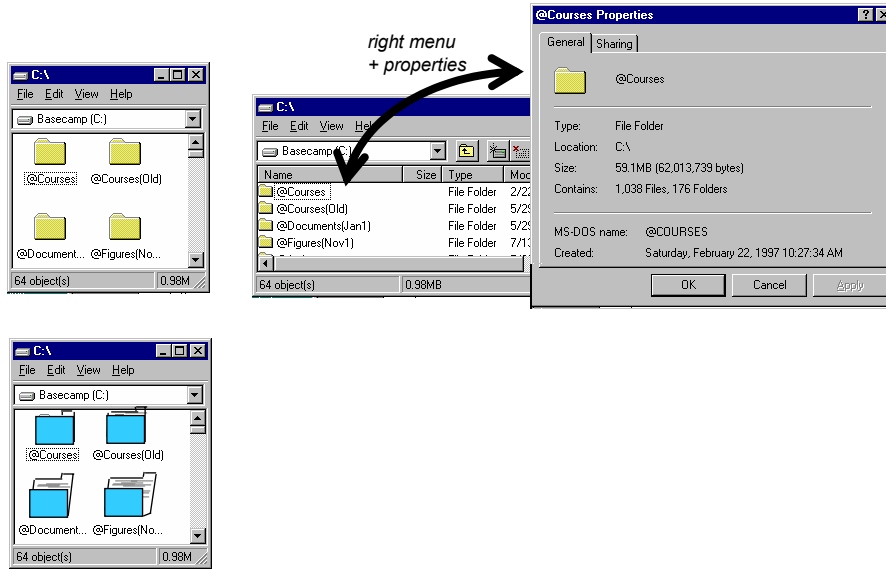 C:\
File Edit View Help
Basecamp (C:)
@Courses @Courses(Old)
@Document... @Figures(No...
64 object(s) 0.98M
right menu
+ properties
C:\
File Edit View Help
Basecamp (C:)
Name Size Type
@Courses File Folder 2/22
@Courses(Old) File Folder 5/29
@Documents(Jan1) File Folder 5/29
@Figures(Nov1) File Folder 7/13
64 object(s) 0.98MB
@Courses Properties
General Sharing
@Courses
Type: File Folder
Location: C:\
Size: 59.1MB (62,013,739 bytes)
Contains: 1,038 Files, 176 Folders
MS-DOS name: @COURSES
Created: Saturday, February 22, 1997 10:27:34 AM
OK Cancel Apply
C:\
File Edit View Help
Basecamp (C:)
@Courses @Courses(Old)
@Document... @Figures(No...
64 object(s) 0.98M